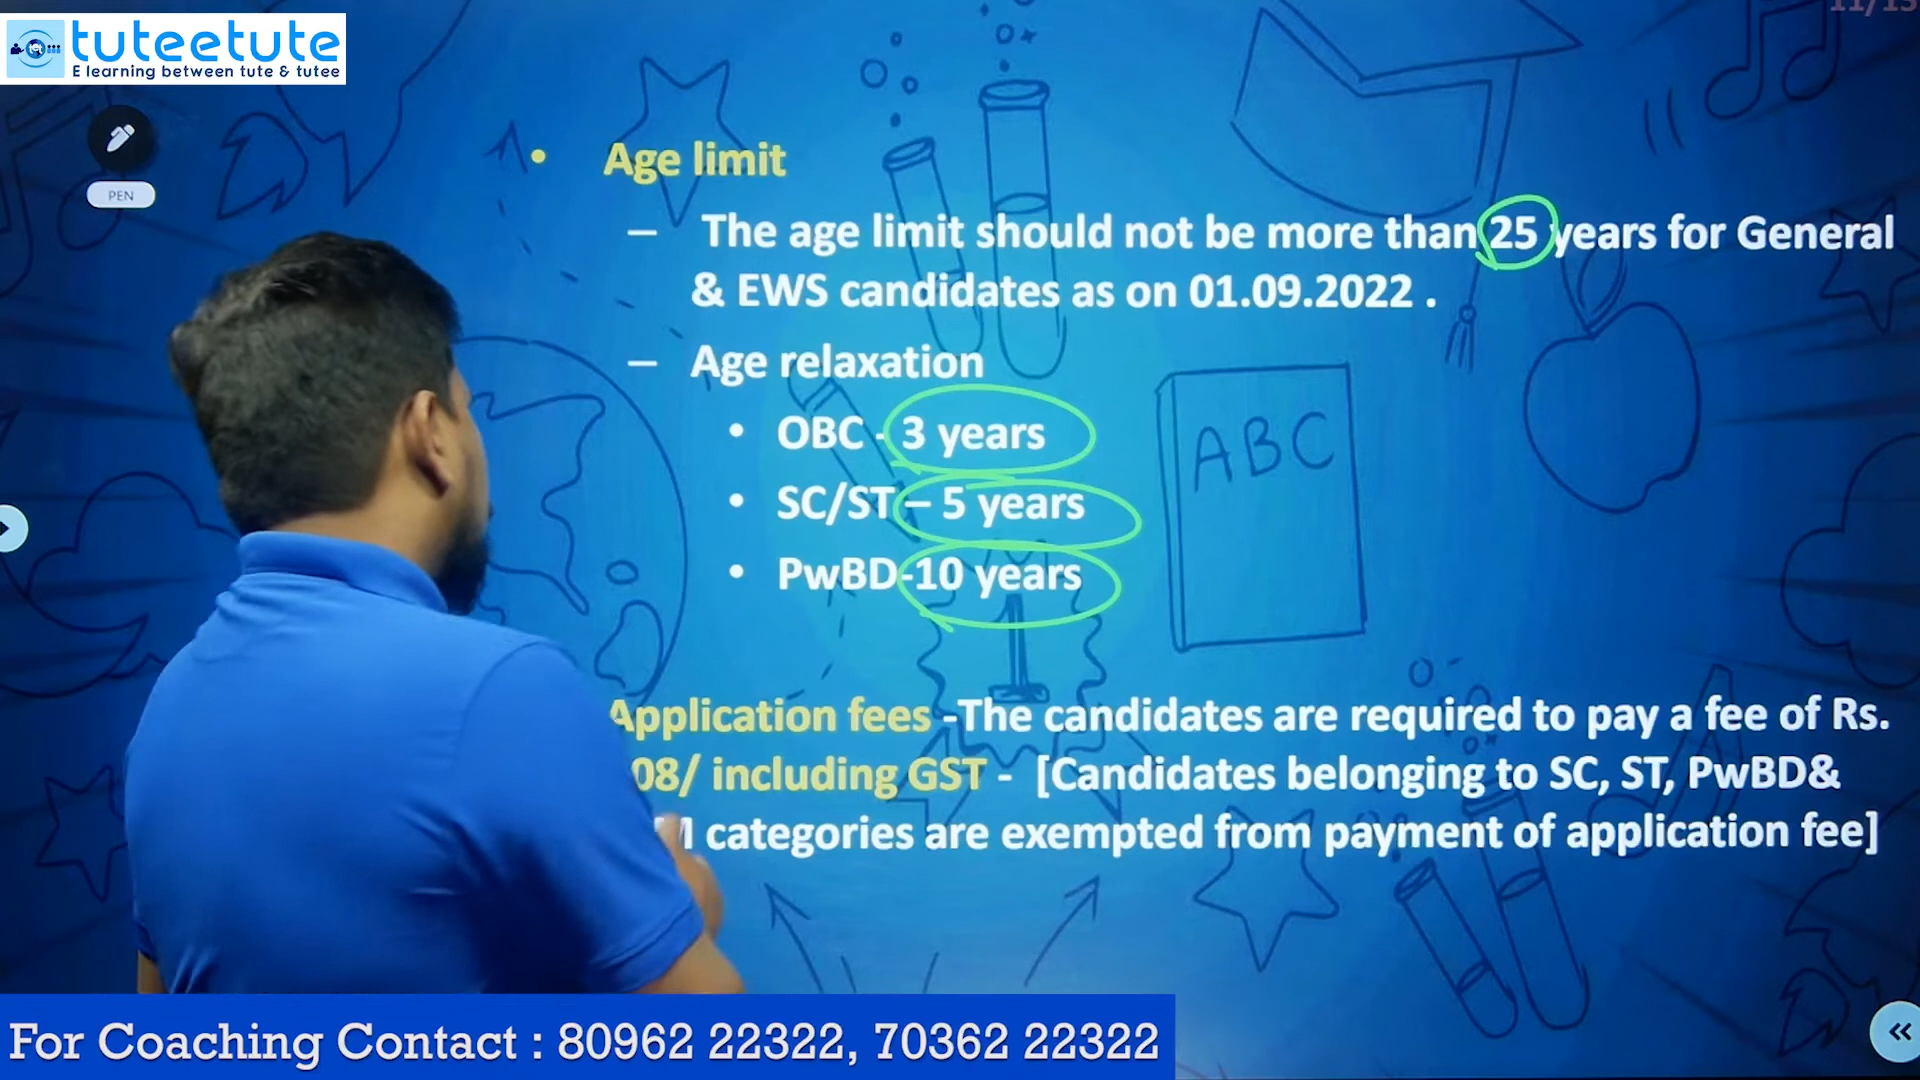 tuteetute
E learning between tute & tutee
PEN
• Age limit
– The age limit should not be more than 25 years for General
& EWS candidates as on 01.09.2022 .
– Age relaxation
• OBC - 3 years
• SC/ST – 5 years
• PwBD-10 years
ABC
1
Application fees -The candidates are required to pay a fee of Rs.
08/ including GST - [Candidates belonging to SC, ST, PwBD&
categories are exempted from payment of application fee]
For Coaching Contact : 80962 22322, 70362 22322